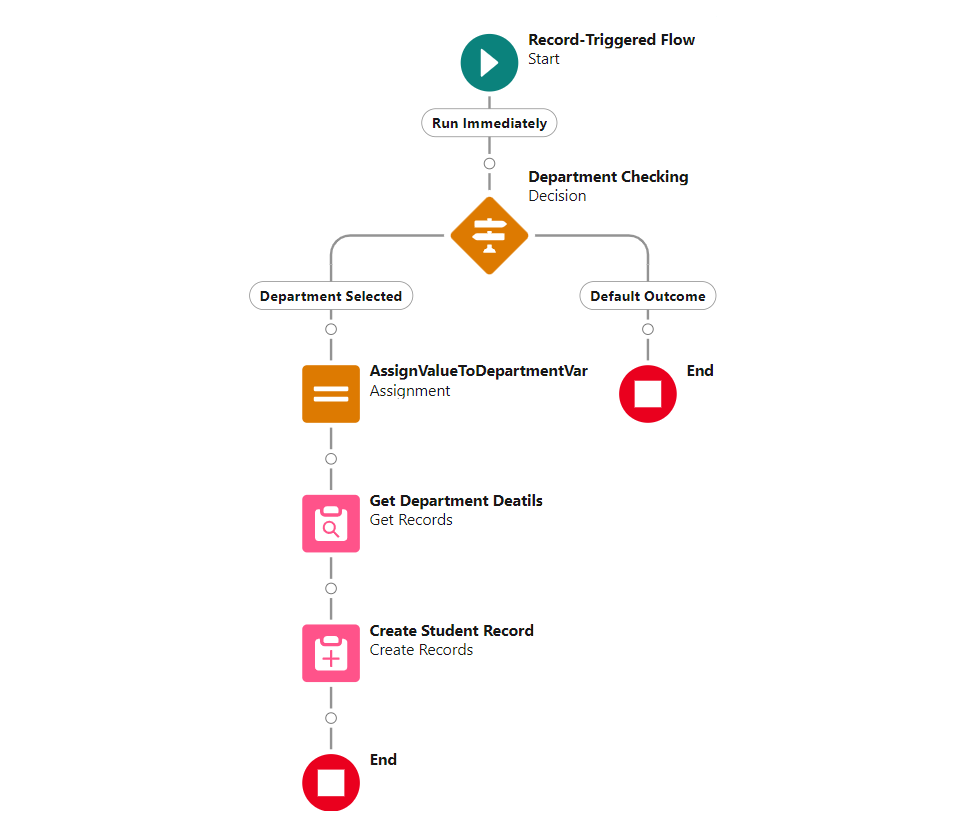 Record-Triggered Flow
Start
Run Immediately
Department Checking
Decision
Department Selected
Default Outcome
AssignValueToDepartmentVar
Assignment
End
Get Department Deatils
Get Records
Create Student Record
Create Records
End